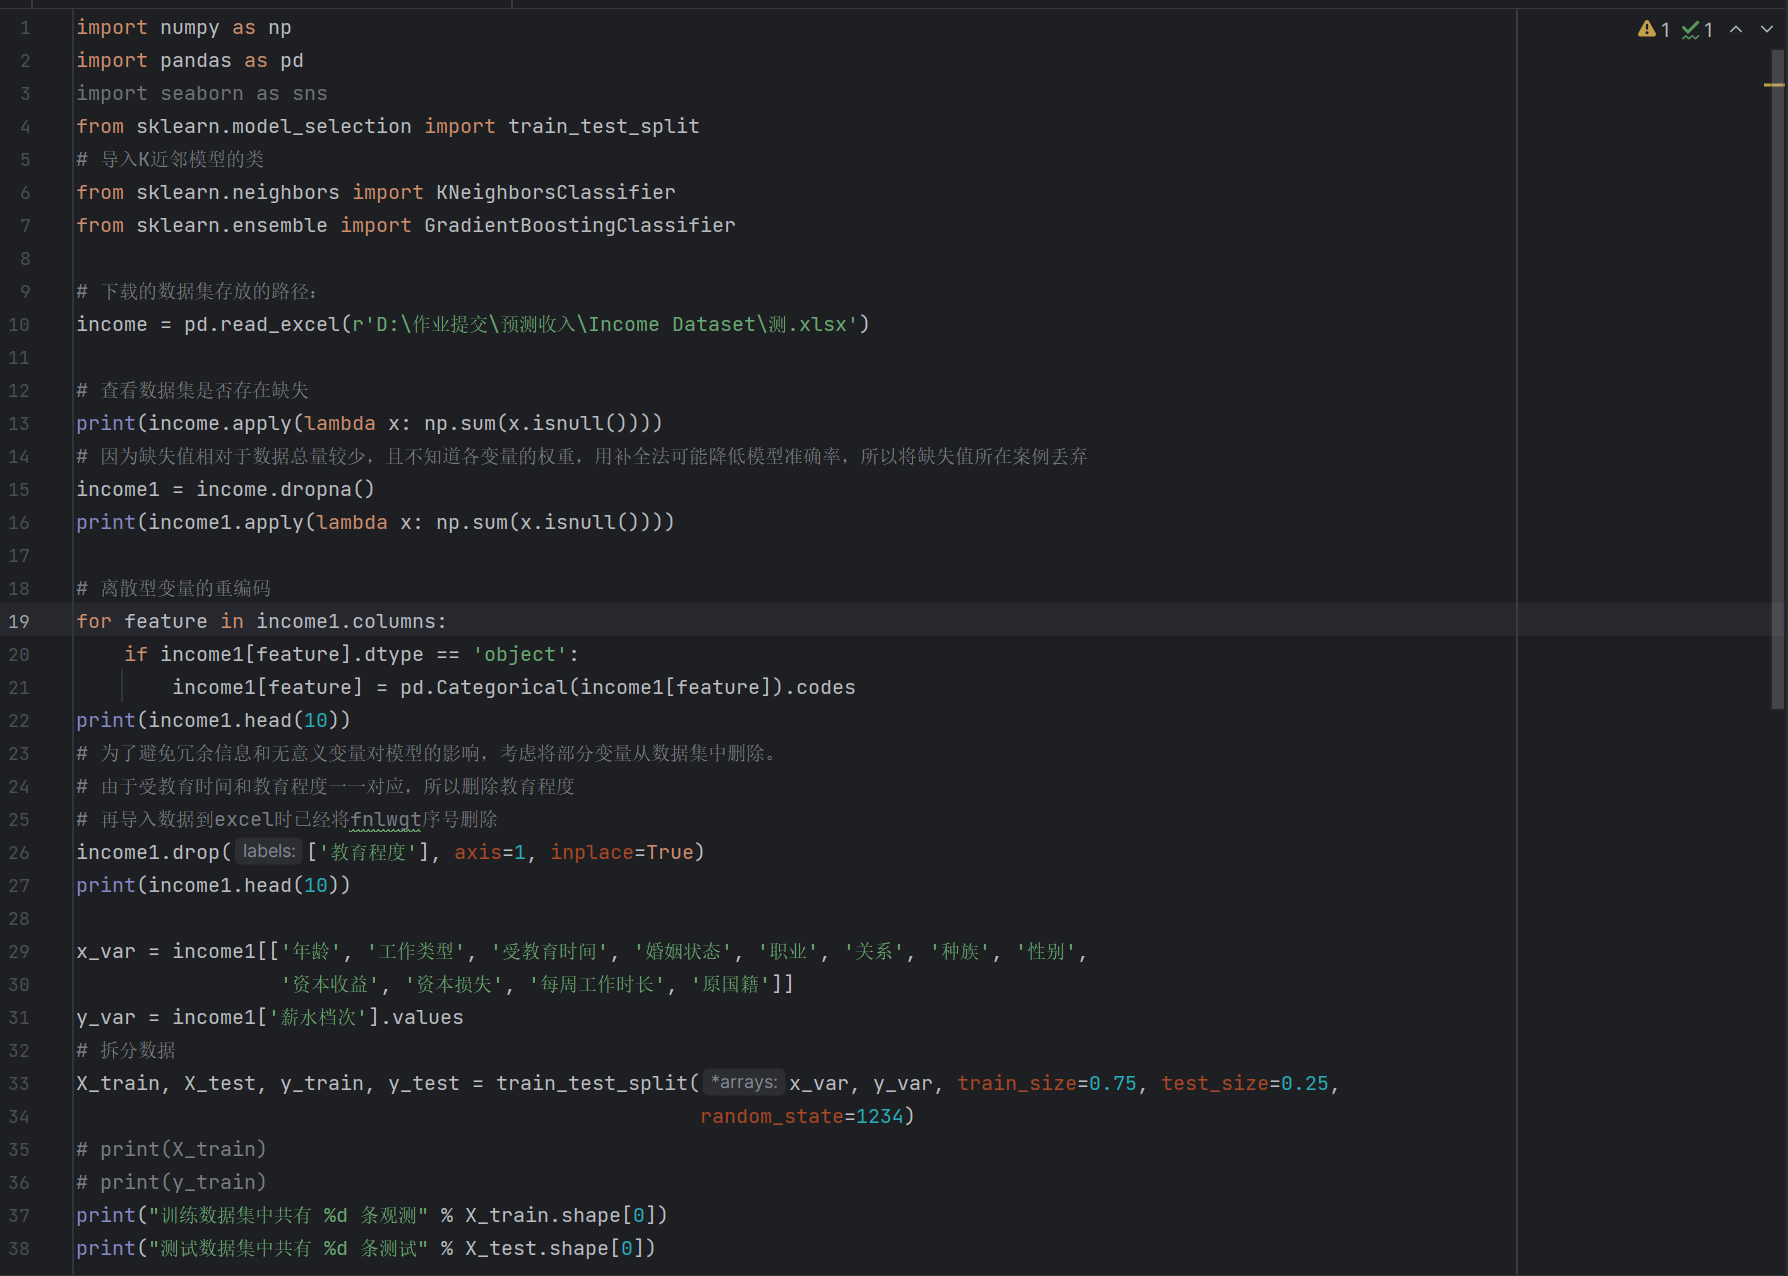 1 import numpy as np
2 import pandas as pd
3 import seaborn as sns
4 from sklearn.model_selection import train_test_split
5 # 导入K近邻模型的类
6 from sklearn.neighbors import KNeighborsClassifier
7 from sklearn.ensemble import GradientBoostingClassifier
8
9 # 下载的数据集存放的路径：
10 income = pd.read_excel(r'D:\作业提交\预测收入\Income Dataset\测.xlsx')
11
12 # 查看数据集是否存在缺失
13 print(income.apply(lambda x: np.sum(x.isnull())))
14 # 因为缺失值相对于数据总量较少，且不知道各变量的权重，用补全法可能降低模型准确率，所以将缺失值所在案例丢弃
15 income1 = income.dropna()
16 print(income1.apply(lambda x: np.sum(x.isnull())))
17
18 # 离散型变量的重编码
19 for feature in income1.columns:
20     if income1[feature].dtype == 'object':
21         income1[feature] = pd.Categorical(income1[feature]).codes
22 print(income1.head(10))
23 # 为了避免冗余信息和无意义变量对模型的影响，考虑将部分变量从数据集中删除。
24 # 由于受教育时间和教育程度一一对应，所以删除教育程度
25 # 再导入数据到excel时已经将fnlwgt序号删除
26 income1.drop( labels: ['教育程度'], axis=1, inplace=True)
27 print(income1.head(10))
28
29 x_var = income1[['年龄', '工作类型', '受教育时间', '婚姻状态', '职业', '关系', '种族', '性别',
30                  '资本收益', '资本损失', '每周工作时长', '原国籍']]
31 y_var = income1['薪水档次'].values
32 # 拆分数据
33 X_train, X_test, y_train, y_test = train_test_split( *arrays: x_var, y_var, train_size=0.75, test_size=0.25,
34                                                     random_state=1234)
35 # print(X_train)
36 # print(y_train)
37 print("训练数据集中共有 %d 条观测" % X_train.shape[0])
38 print("测试数据集中共有 %d 条测试" % X_test.shape[0])
1 1